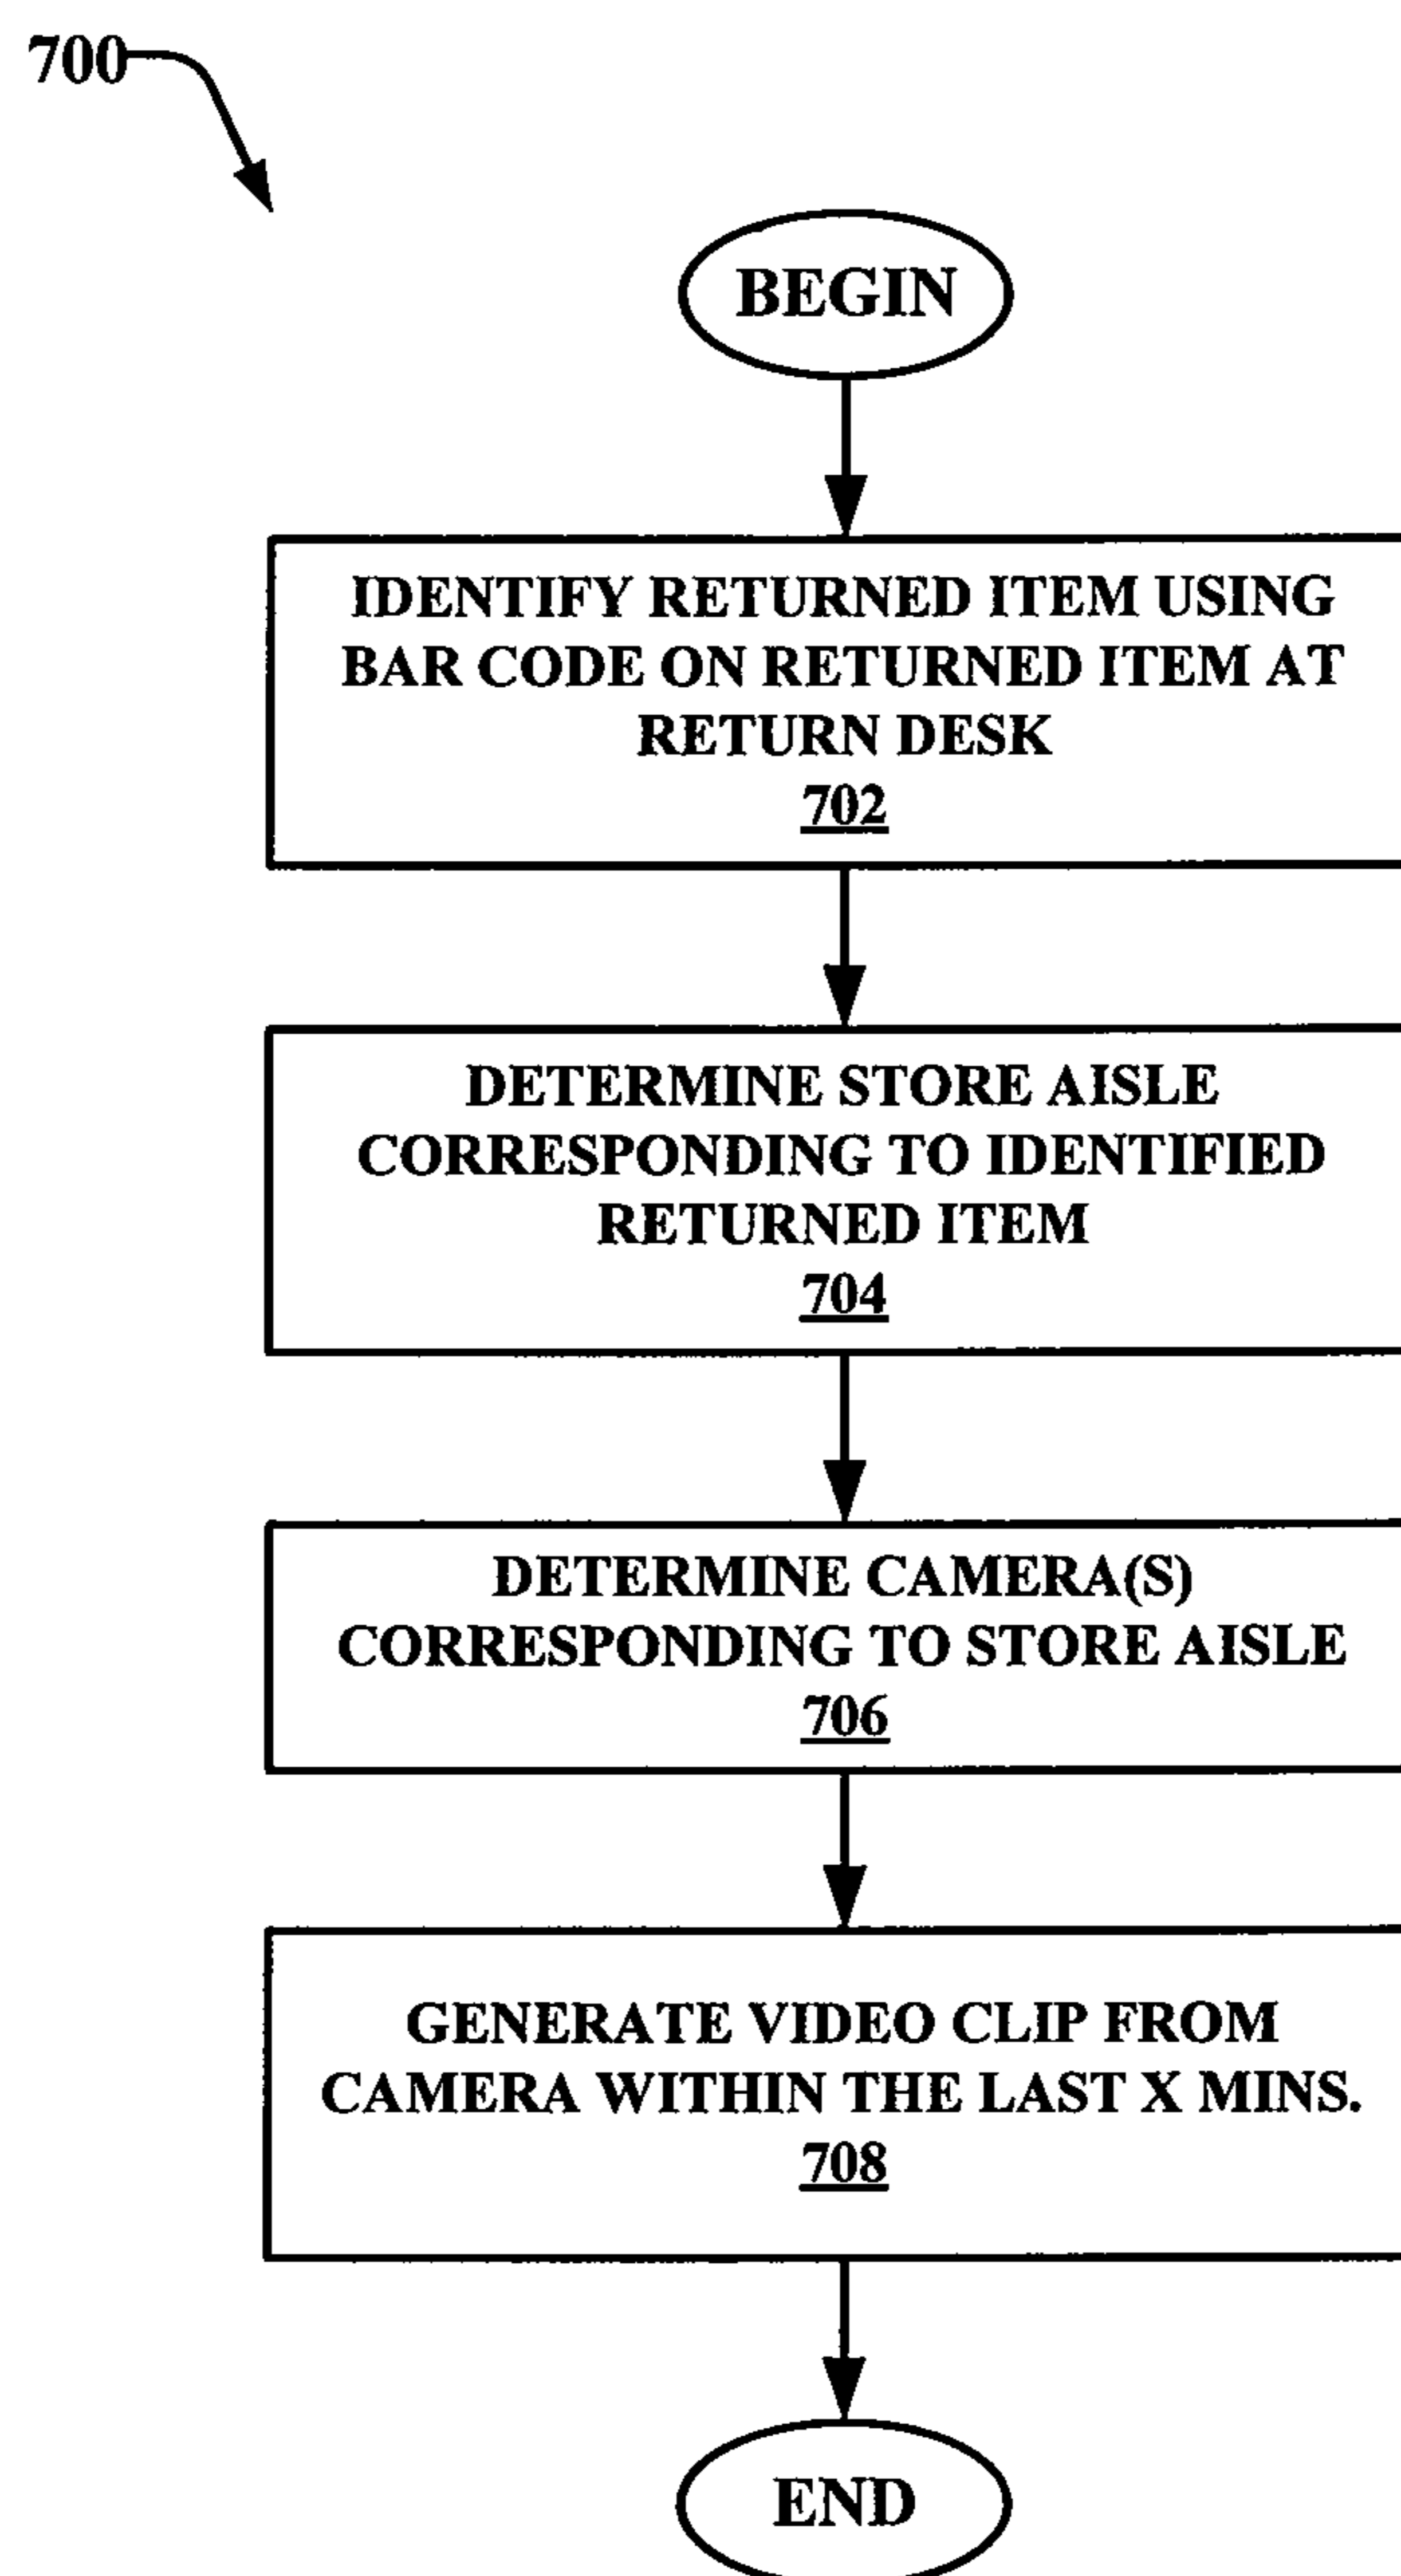 700
BEGIN
IDENTIFY RETURNED ITEM USING
BAR CODE ON RETURNED ITEM AT
RETURN DESK
702
DETERMINE STORE AISLE
CORRESPONDING TO IDENTIFIED
RETURNED ITEM
704
DETERMINE CAMERA(S)
CORRESPONDING TO STORE AISLE
706
GENERATE VIDEO CLIP FROM
CAMERA WITHIN THE LAST X MINS.
708
END